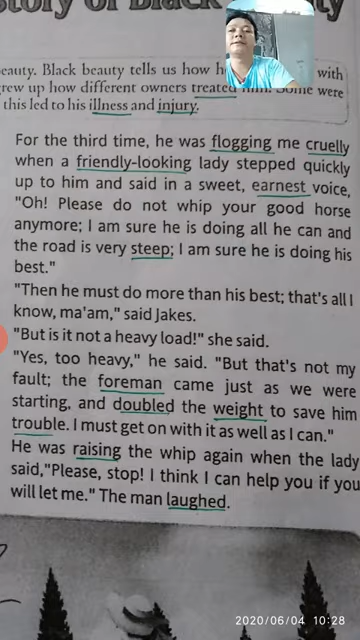 story of Black
eauty. Black beauty tells us how h with
rew up how different owners treated him. Some were
this led to his illness and injury.
For the third time, he was flogging me cruelly
when a friendly-looking lady stepped quickly
up to him and said in a sweet, earnest voice,
"Oh! Please do not whip your good horse
anymore; I am sure he is doing all he can and
the road is very steep; I am sure he is doing his
best."
"Then he must do more than his best; that's all I
know, ma'am," said Jakes.
"But is it not a heavy load!" she said.
"Yes, too heavy," he said. "But that's not my
fault; the foreman came just as we were
starting, and doubled the weight to save him
trouble. I must get on with it as well as I can."
He was raising the whip again when the lady
said,"Please, stop! I think I can help you if you
will let me." The man laughed.
2020/06/04 10:28